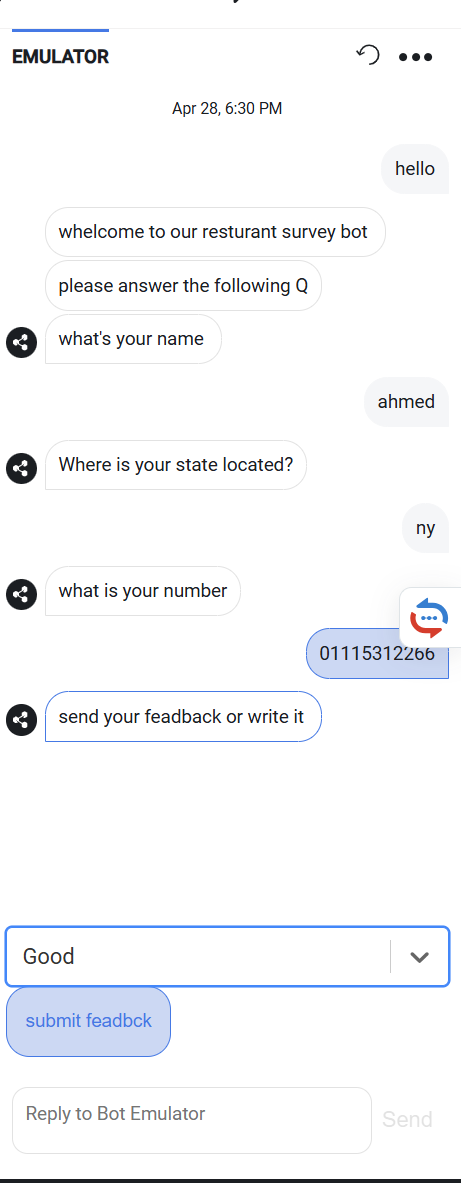 EMULATOR
Apr 28, 6:30 PM
hello
whelcome to our resturant survey bot
please answer the following Q
what's your name
ahmed
Where is your state located?
ny
what is your number
01115312266
send your feadback or write it
Good
submit feadbck
Reply to Bot Emulator
Send